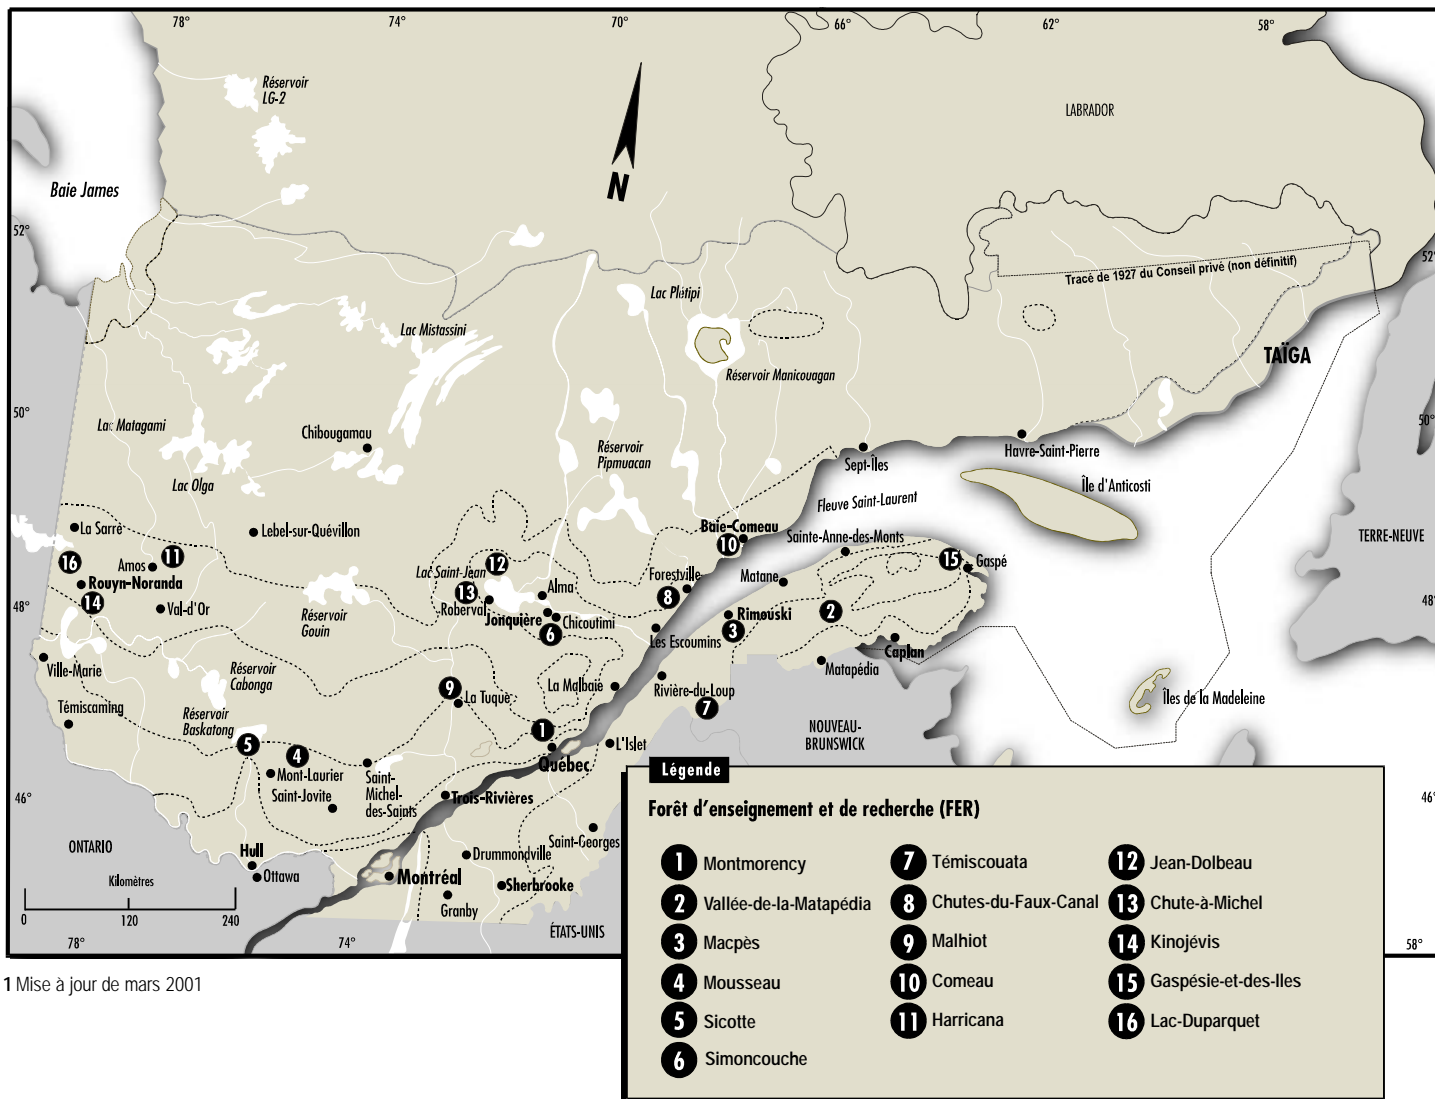 78°
74°
70°
66°
62°
58°
Réservoir
LG-2
LABRADOR
Baie James
N
52°
52°
Tracé de 1927 du Conseil privé (non définitif)
Lac Plétipi
Lac Mistassini
TAÏGA
Réservoir Manicouagan
50°
50°
Lac Matagami
Chibougamau
Réservoir
Pipmuacan
Havre-Saint-Pierre
Sept-Îles
Lac Olga
Île d'Anticosti
Fleuve Saint-Laurent
La Sarre
Lebel-sur-Quévillon
Baie-Comeau
10
Sainte-Anne-des-Monts
TERRE-NEUVE
16
Amos
11
12
Lac Saint-Jean
15
Gaspé
Rouyn-Noranda
13
Alma
Forestville
Matane
14
Val-d'Or
Roberval
8
48°
48°
Réservoir
Gouin
Jonquière
Chicoutimi
6
Rimouski
3
2
Les Escoumins
Ville-Marie
Réservoir
Cabonga
Caplan
Matapédia
9
La Tuque
La Malbaie
Rivière-du-Loup
7
Îles de la Madeleine
Témiscaming
Réservoir
Baskatong
1
NOUVEAU-
BRUNSWICK
5
4
L'Islet
Québec
Mont-Laurier
Saint-
Michel-
des-Saints
Saint-Jovite
Trois-Rivières
46°
46°
ONTARIO
Saint-Georges
Hull
Drummondville
Ottawa
Montréal
Sherbrooke
Granby
Kilomètres
0 120 240
ÉTATS-UNIS
78°
74°
58°
1 Mise à jour de mars 2001
Légende
Forêt d'enseignement et de recherche (FER)
1 Montmorency
2 Vallée-de-la-Matapédia
3 Macpès
4 Mousseau
5 Sicotte
6 Simoncouche
7 Témiscouata
8 Chutes-du-Faux-Canal
9 Malhiot
10 Comeau
11 Harricana
12 Jean-Dolbeau
13 Chute-à-Michel
14 Kinojévis
15 Gaspésie-et-des-Iles
16 Lac-Duparquet